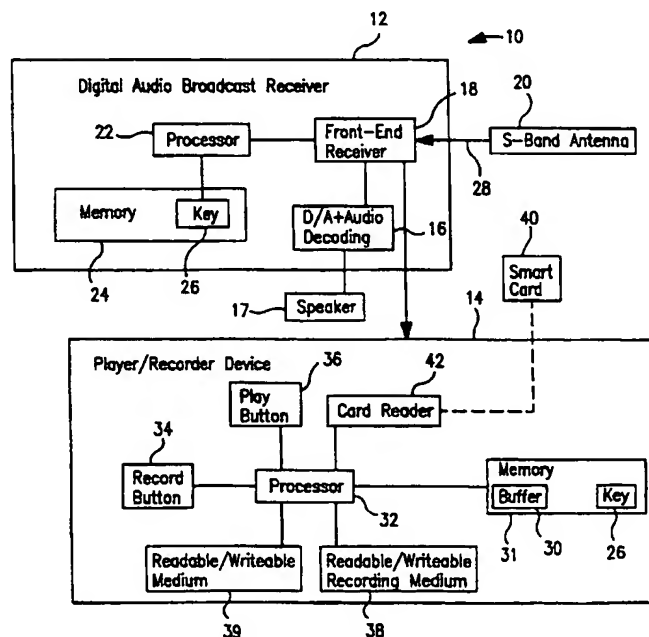 12
10
Digital Audio Broadcast Receiver
18
20
22
Processor
Front-End
Receiver
S-Band Antenna
28
Memory
Key
D/A+Audio
Decoding
16
40
24
26
Smart
Card
17
Speaker
14
Player/Recorder Device
36
42
Play
Button
Card Reader
34
Record
Button
Processor
32
Memory
Buffer
Key
31
30
26
Readable/Writeable
Medium
Readable/Writeable
Recording Medium
39
38